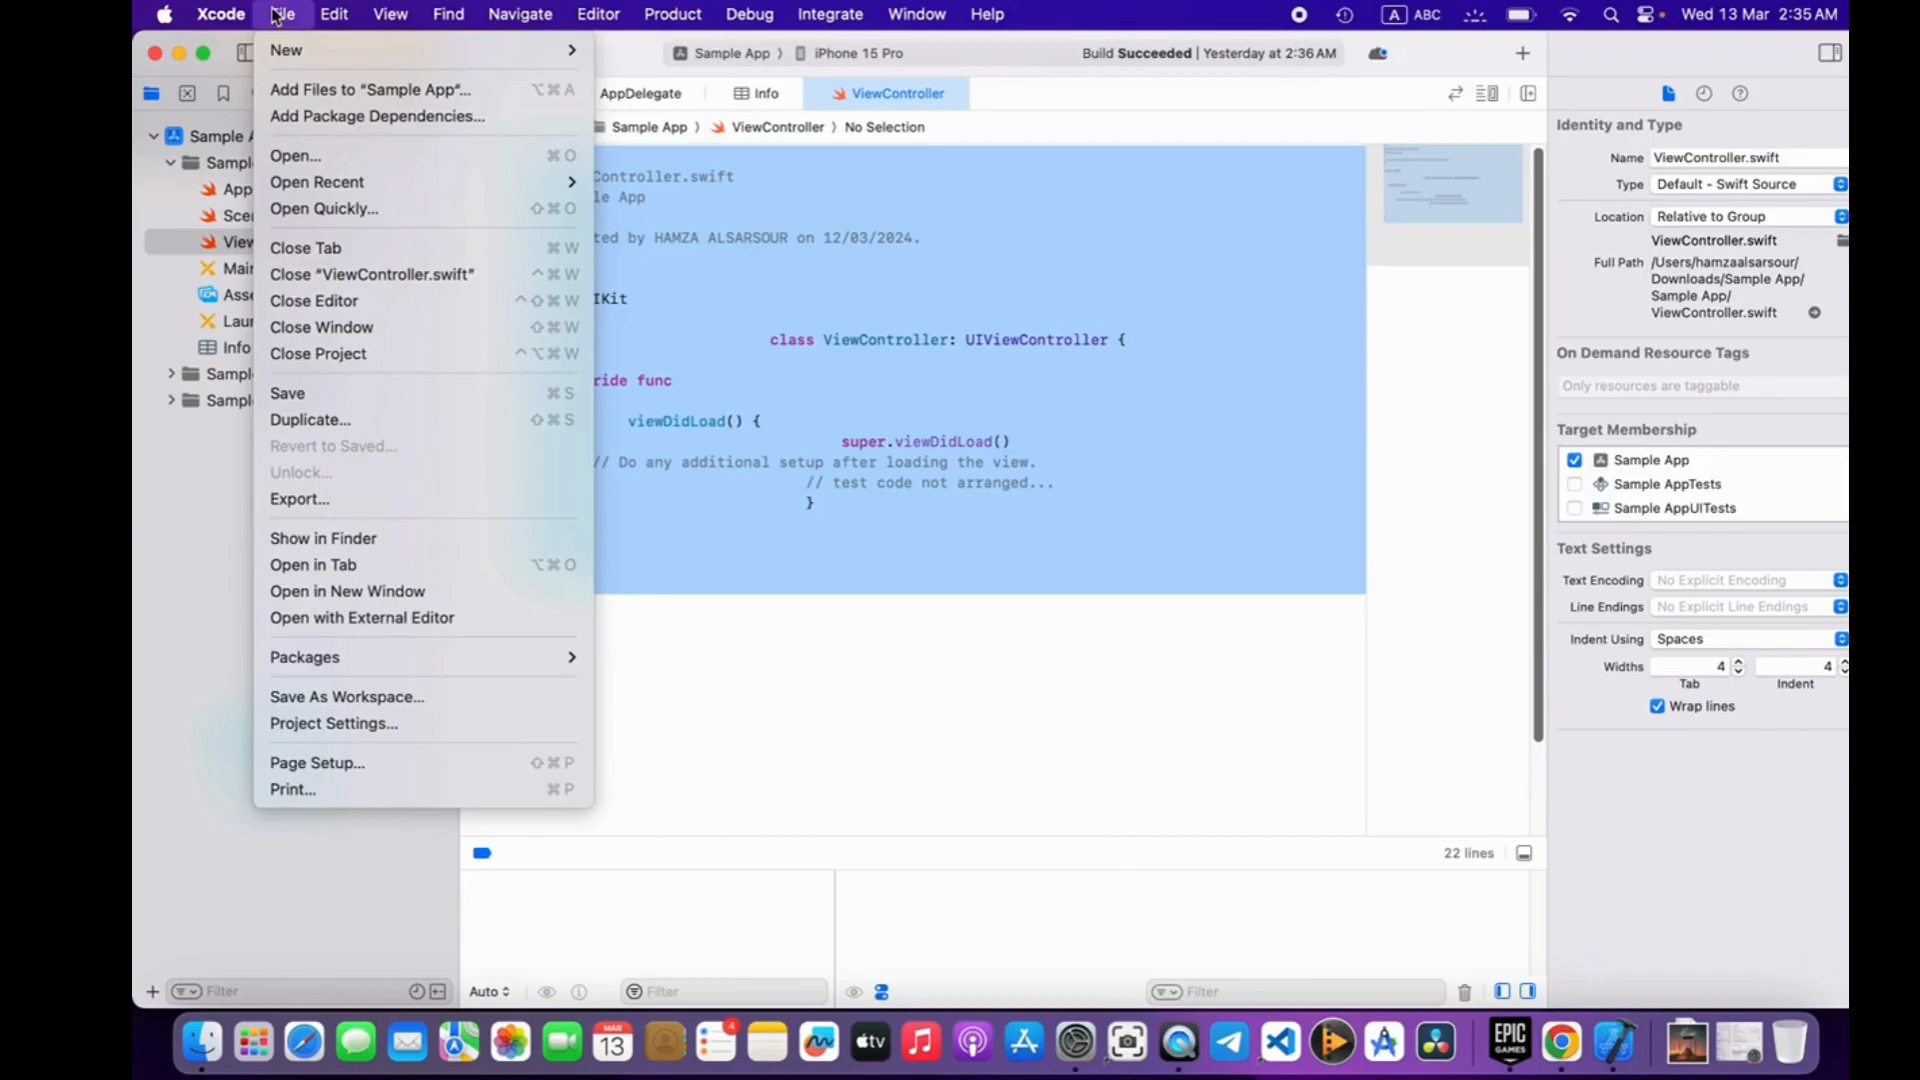 Xcode File Edit View Find Navigate Editor Product Debug Integrate Window Help A ABC Wed 13 Mar 2:35 AM
Sample App 〉 iPhone 15 Pro Build Succeeded | Yesterday at 2:36 AM
AppDelegate Info ViewController
Sample App 〉 ViewController 〉 No Selection
New
Add Files to “Sample App”... ⌥⌘A
Add Package Dependencies...
Open... ⌘O
Open Recent
Open Quickly... ⇧⌘O
Close Tab ⌘W
Close “ViewController.swift” ^⌘W
Close Editor ^⇧⌘W
Close Window ⇧⌘W
Close Project ^⌥⌘W
Save ⌘S
Duplicate... ⇧⌘S
Revert to Saved...
Unlock...
Export...
Show in Finder
Open in Tab ⌥⌘O
Open in New Window
Open with External Editor
Packages
Save As Workspace...
Project Settings...
Page Setup... ⇧⌘P
Print... ⌘P
Sample A
Sampl
App
Scer
View
Mair
Asse
Laur
Info
Sampl
Sampl
Controller.swift
le App
ted by HAMZA ALSARSOUR on 12/03/2024.
IKit
class ViewController: UIViewController {
ride func
viewDidLoad() {
super.viewDidLoad()
// Do any additional setup after loading the view.
// test code not arranged...
}
Identity and Type
Name ViewController.swift
Type Default - Swift Source
Location Relative to Group
ViewController.swift
Full Path /Users/hamzaalsarsour/
Downloads/Sample App/
Sample App/
ViewController.swift
On Demand Resource Tags
Only resources are taggable
Target Membership
Sample App
Sample AppTests
Sample AppUITests
Text Settings
Text Encoding No Explicit Encoding
Line Endings No Explicit Line Endings
Indent Using Spaces
Widths 4 4
Tab Indent
Wrap lines
22 lines
Filter Auto Filter Filter
MAR
13
4
tv
EPIC
GAMES